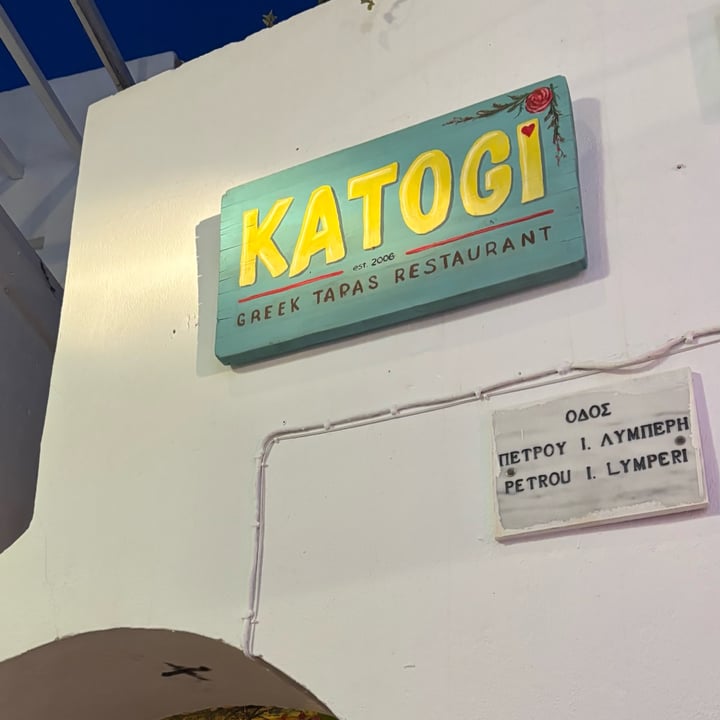 KATOGI
est. 2006
GREEK TAPAS RESTAURANT
ΟΔΟΣ
ΠΕΤΡΟΥ Ι. ΛΥΜΠΕΡΗ
PETROU I. LYMPERI